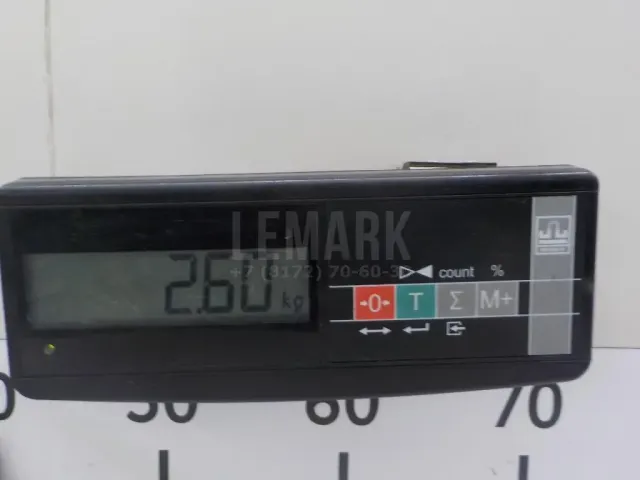 LEMARK
+7 (8172) 70-60-3
2.60 kg
count %
→0← T Σ M+
50 60 70